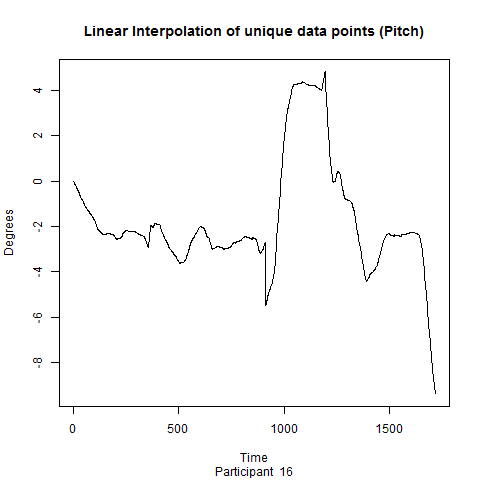 Linear Interpolation of unique data points (Pitch)
Degrees
4
2
0
-2
-4
-6
-8
0 500 1000 1500
Time
Participant 16